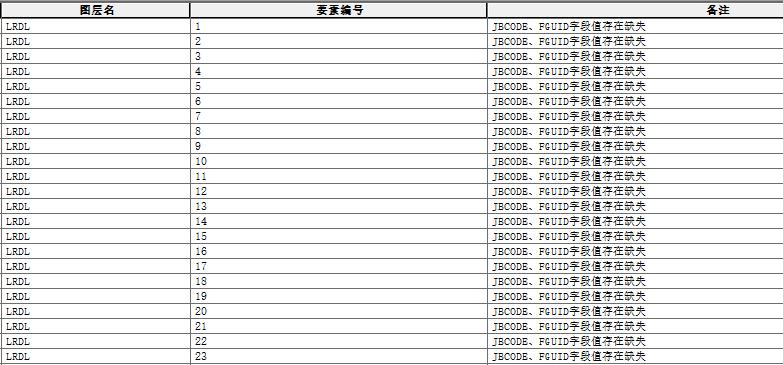 图层名 要素编号 备注
LRDL 1 JBCODE、FGUID字段值存在缺失
LRDL 2 JBCODE、FGUID字段值存在缺失
LRDL 3 JBCODE、FGUID字段值存在缺失
LRDL 4 JBCODE、FGUID字段值存在缺失
LRDL 5 JBCODE、FGUID字段值存在缺失
LRDL 6 JBCODE、FGUID字段值存在缺失
LRDL 7 JBCODE、FGUID字段值存在缺失
LRDL 8 JBCODE、FGUID字段值存在缺失
LRDL 9 JBCODE、FGUID字段值存在缺失
LRDL 10 JBCODE、FGUID字段值存在缺失
LRDL 11 JBCODE、FGUID字段值存在缺失
LRDL 12 JBCODE、FGUID字段值存在缺失
LRDL 13 JBCODE、FGUID字段值存在缺失
LRDL 14 JBCODE、FGUID字段值存在缺失
LRDL 15 JBCODE、FGUID字段值存在缺失
LRDL 16 JBCODE、FGUID字段值存在缺失
LRDL 17 JBCODE、FGUID字段值存在缺失
LRDL 18 JBCODE、FGUID字段值存在缺失
LRDL 19 JBCODE、FGUID字段值存在缺失
LRDL 20 JBCODE、FGUID字段值存在缺失
LRDL 21 JBCODE、FGUID字段值存在缺失
LRDL 22 JBCODE、FGUID字段值存在缺失
LRDL 23 JBCODE、FGUID字段值存在缺失